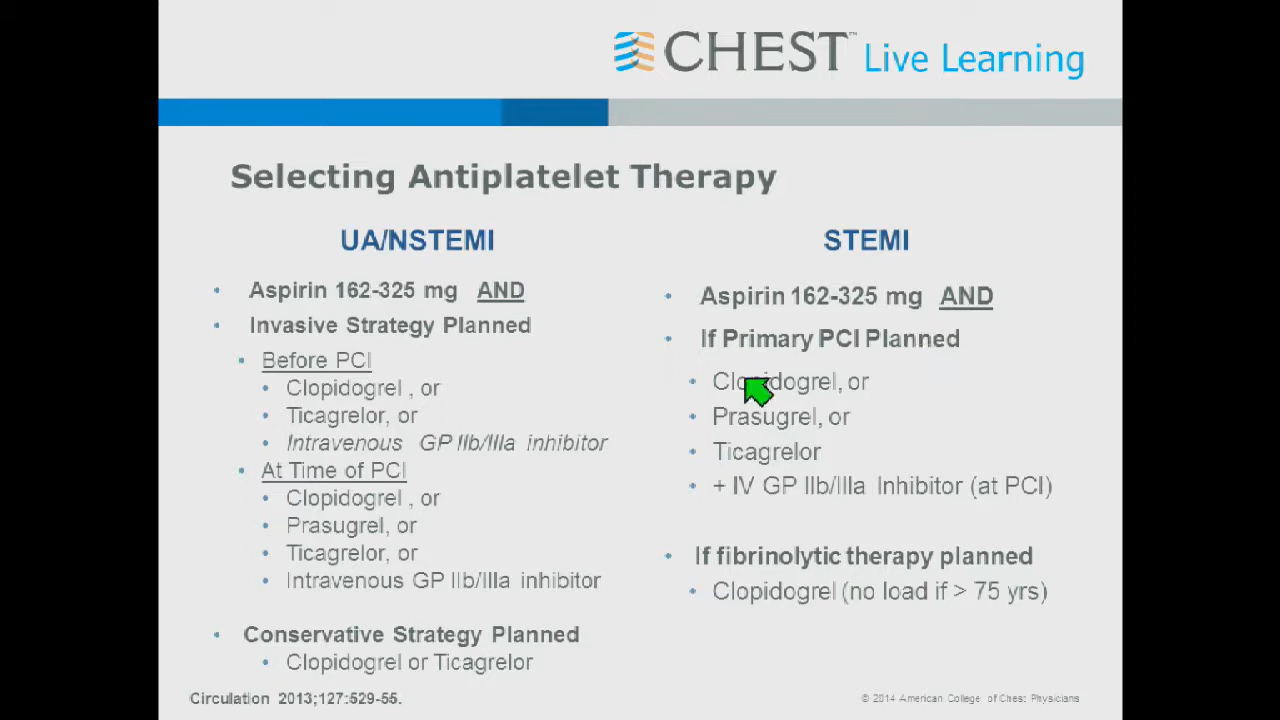 CHEST™ Live Learning
Selecting Antiplatelet Therapy
UA/NSTEMI
• Aspirin 162-325 mg AND
• Invasive Strategy Planned
• Before PCI
• Clopidogrel , or
• Ticagrelor, or
• Intravenous GP IIb/IIIa inhibitor
• At Time of PCI
• Clopidogrel , or
• Prasugrel, or
• Ticagrelor, or
• Intravenous GP IIb/IIIa inhibitor
• Conservative Strategy Planned
• Clopidogrel or Ticagrelor
STEMI
• Aspirin 162-325 mg AND
• If Primary PCI Planned
• Clopidogrel, or
• Prasugrel, or
• Ticagrelor
• + IV GP IIb/IIIa Inhibitor (at PCI)
• If fibrinolytic therapy planned
• Clopidogrel (no load if > 75 yrs)
Circulation 2013;127:529-55.
© 2014 American College of Chest Physicians